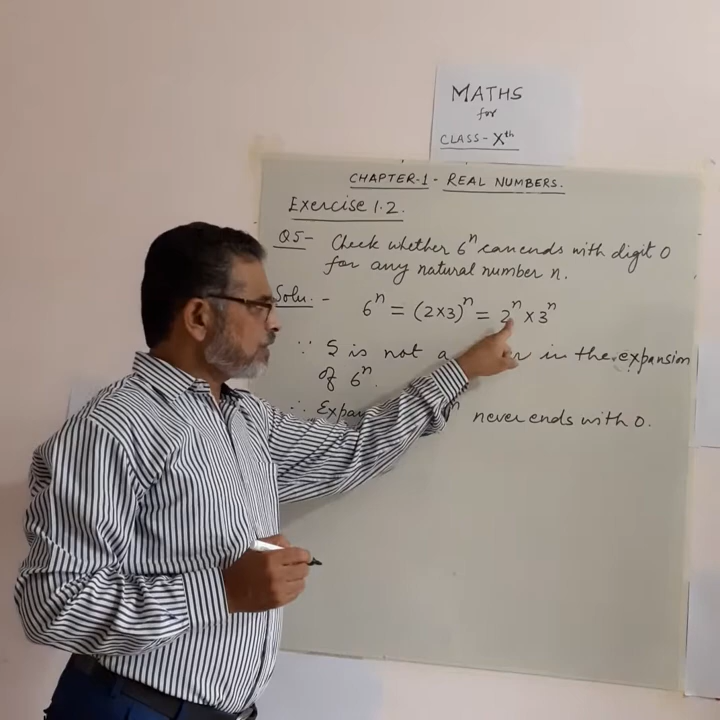 MATHS
for
CLASS - Xth
CHAPTER-1 - REAL NUMBERS.
Exercise 1.2.
Q5- Check whether 6ⁿ can ends with digit 0
for any natural number n.
Solu. - 6ⁿ = (2×3)ⁿ = 2ⁿ × 3ⁿ
∵ 5 is not a in the expansion
of 6ⁿ.
∴ never ends with 0.